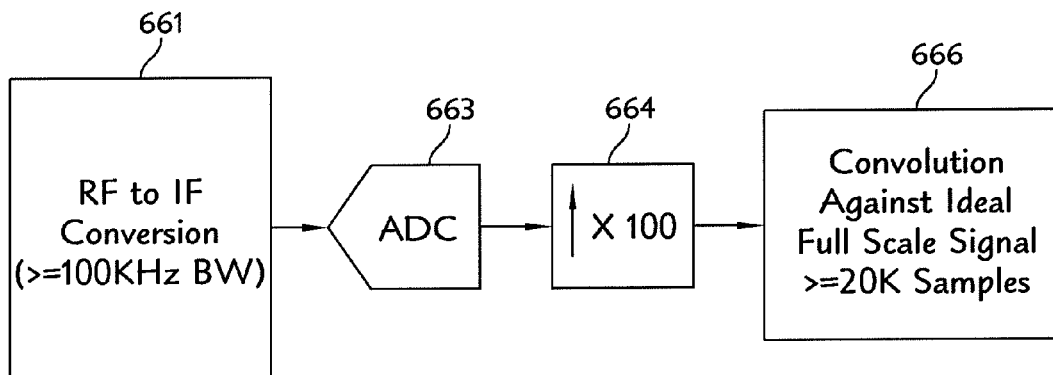 661
RF to IF
Conversion
(>=100KHz BW)
663
ADC
664
X 100
666
Convolution
Against Ideal
Full Scale Signal
>=20K Samples